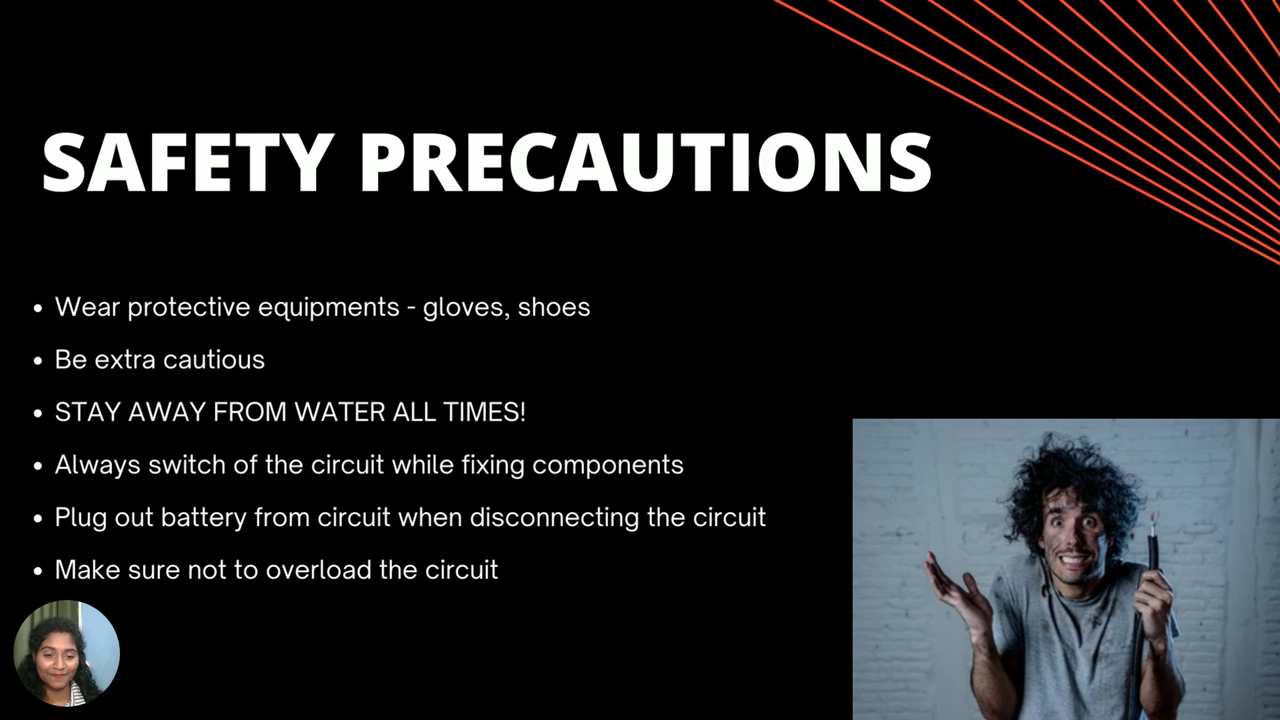 SAFETY PRECAUTIONS
Wear protective equipments - gloves, shoes
Be extra cautious
STAY AWAY FROM WATER ALL TIMES!
Always switch of the circuit while fixing components
Plug out battery from circuit when disconnecting the circuit
Make sure not to overload the circuit